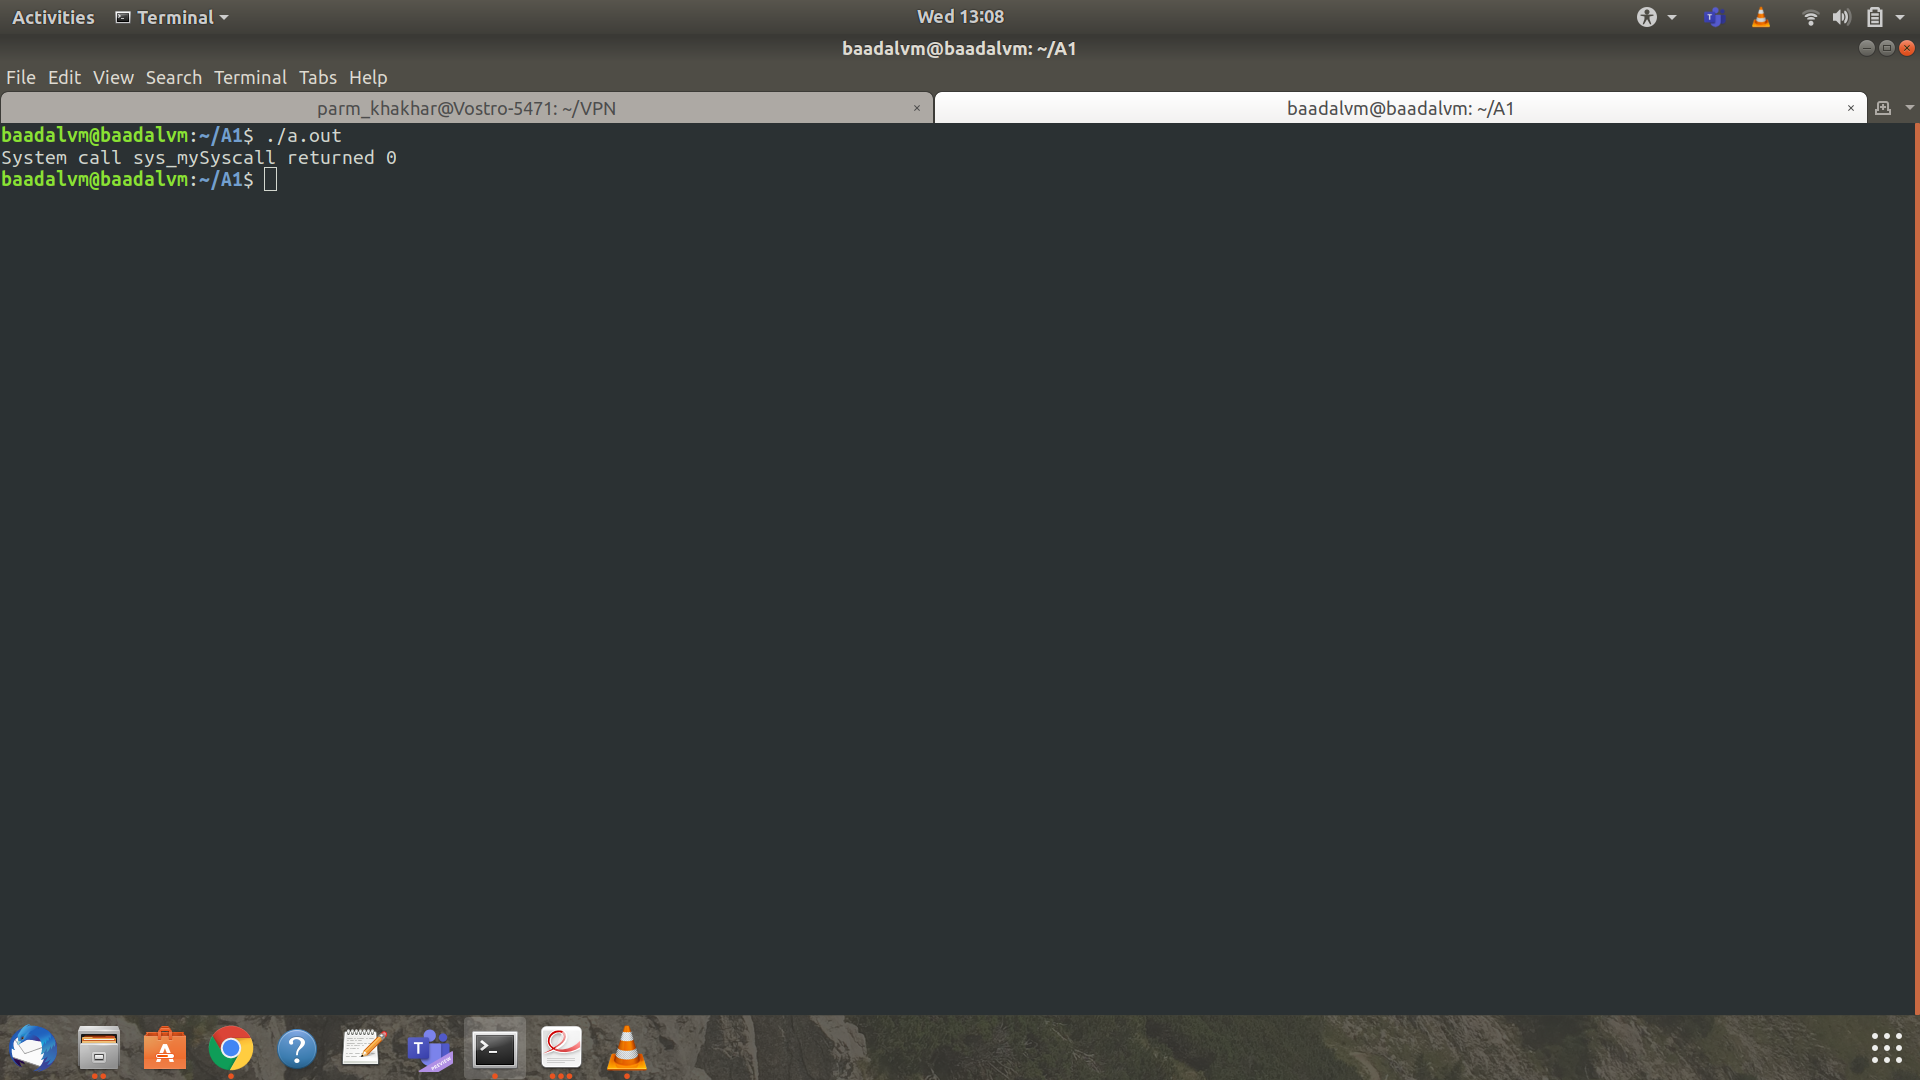 Activities Terminal Wed 13:08
baadalvm@baadalvm: ~/A1
File Edit View Search Terminal Tabs Help
parm_khakhar@Vostro-5471: ~/VPN baadalvm@baadalvm: ~/A1
baadalvm@baadalvm:~/A1$ ./a.out
System call sys_mySyscall returned 0
baadalvm@baadalvm:~/A1$